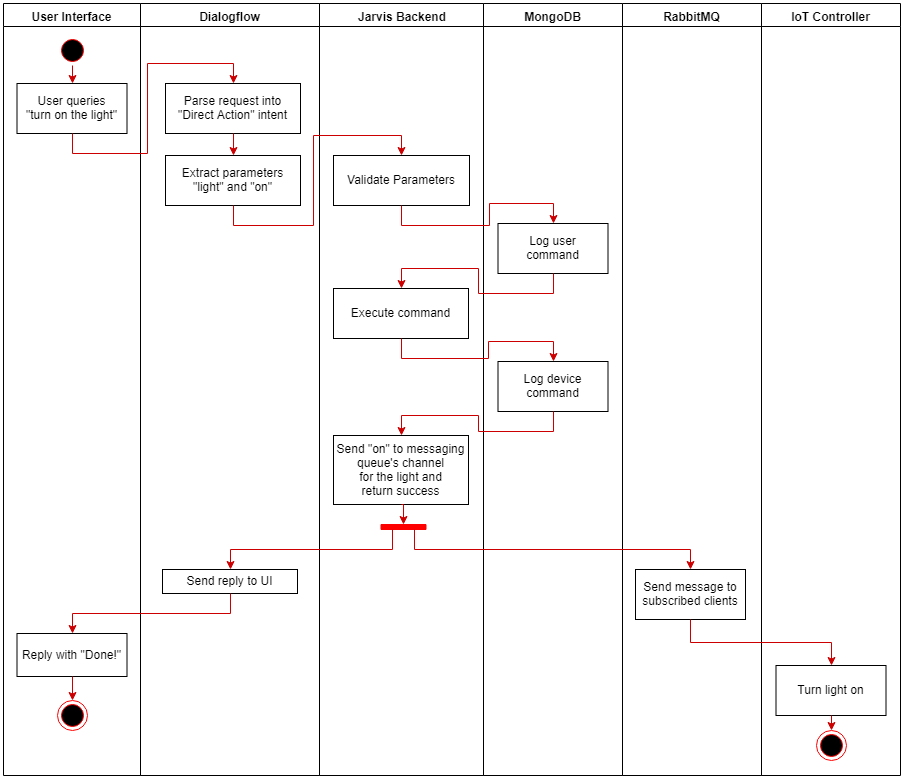 User Interface
Dialogflow
Jarvis Backend
MongoDB
RabbitMQ
IoT Controller
User queries
"turn on the light"
Parse request into
"Direct Action" intent
Extract parameters
"light" and "on"
Validate Parameters
Log user
command
Execute command
Log device
command
Send "on" to messaging
queue's channel
for the light and
return success
Send reply to UI
Send message to
subscribed clients
Reply with "Done!"
Turn light on